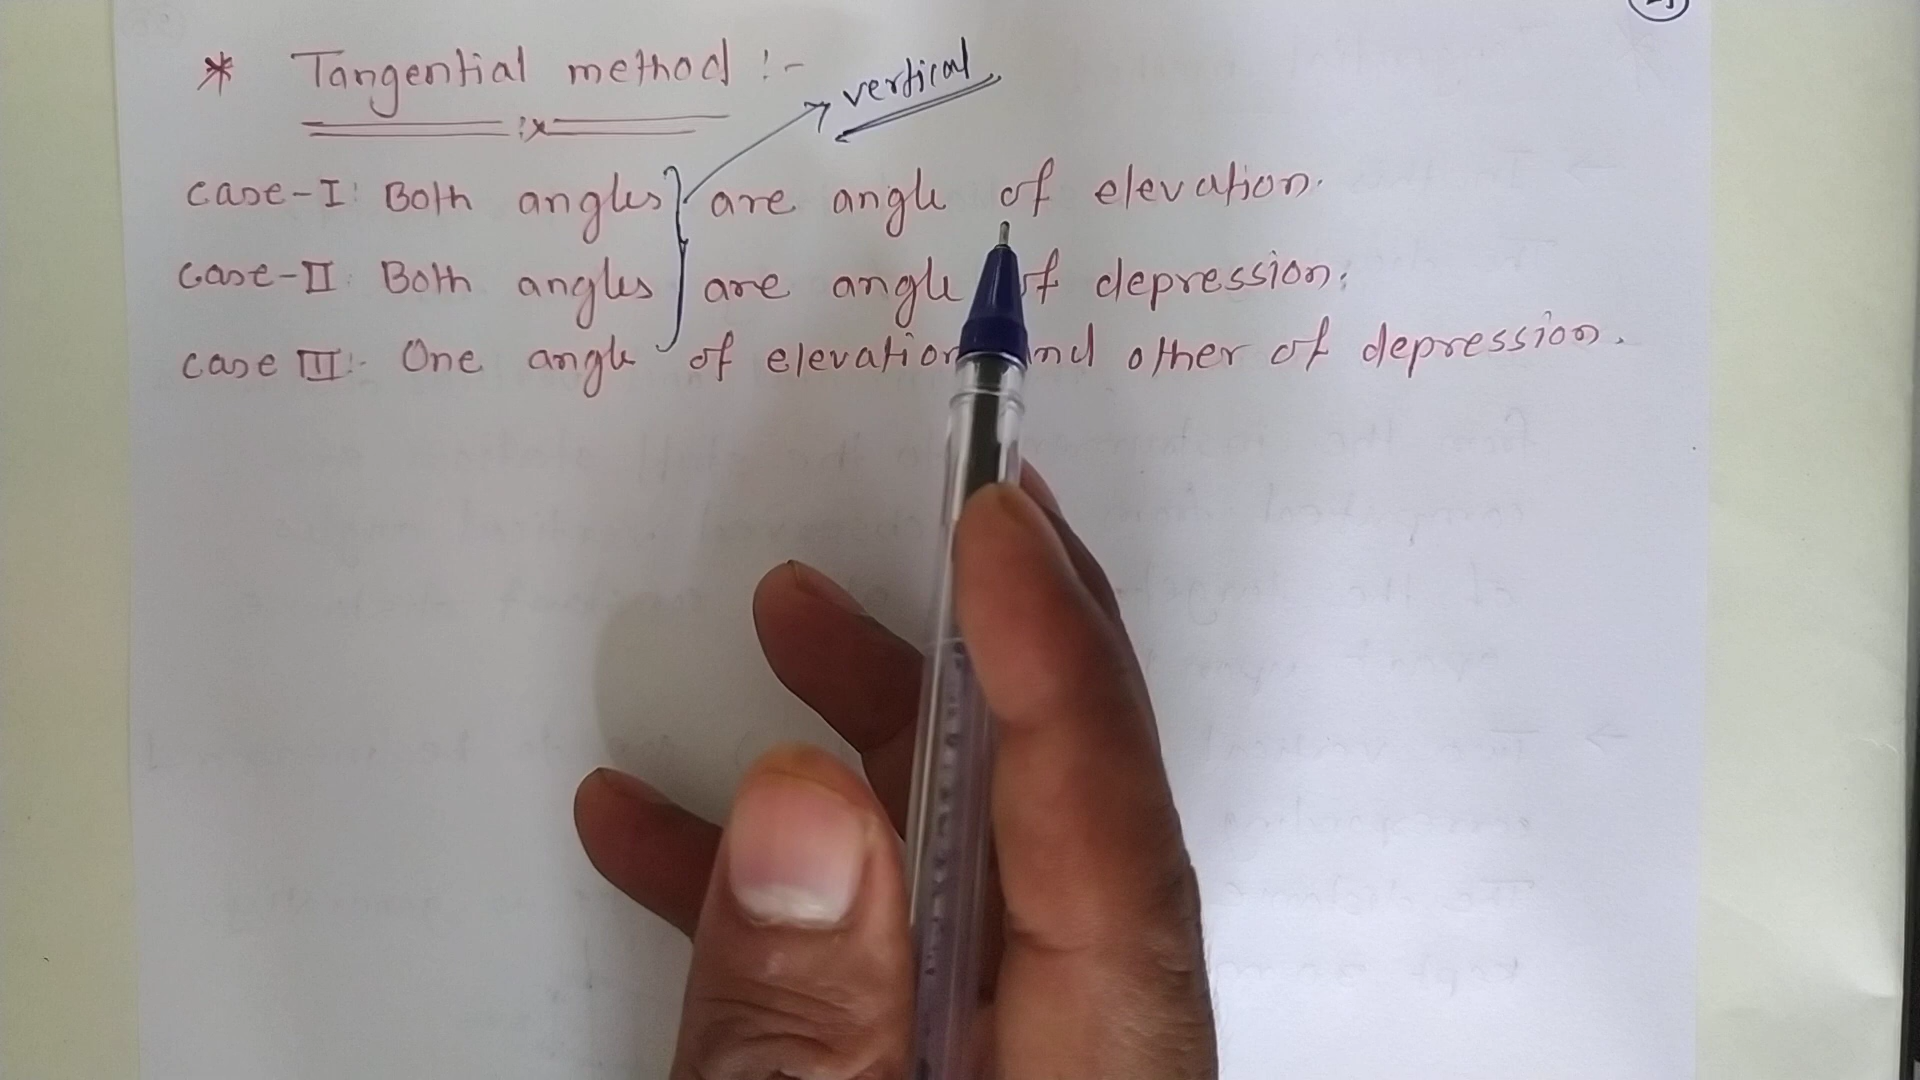 * Tangential method :-
vertical
case-I: Both angles are angle of elevation.
case-II: Both angles are angle of depression.
case III:- One angle of elevation and other of depression.